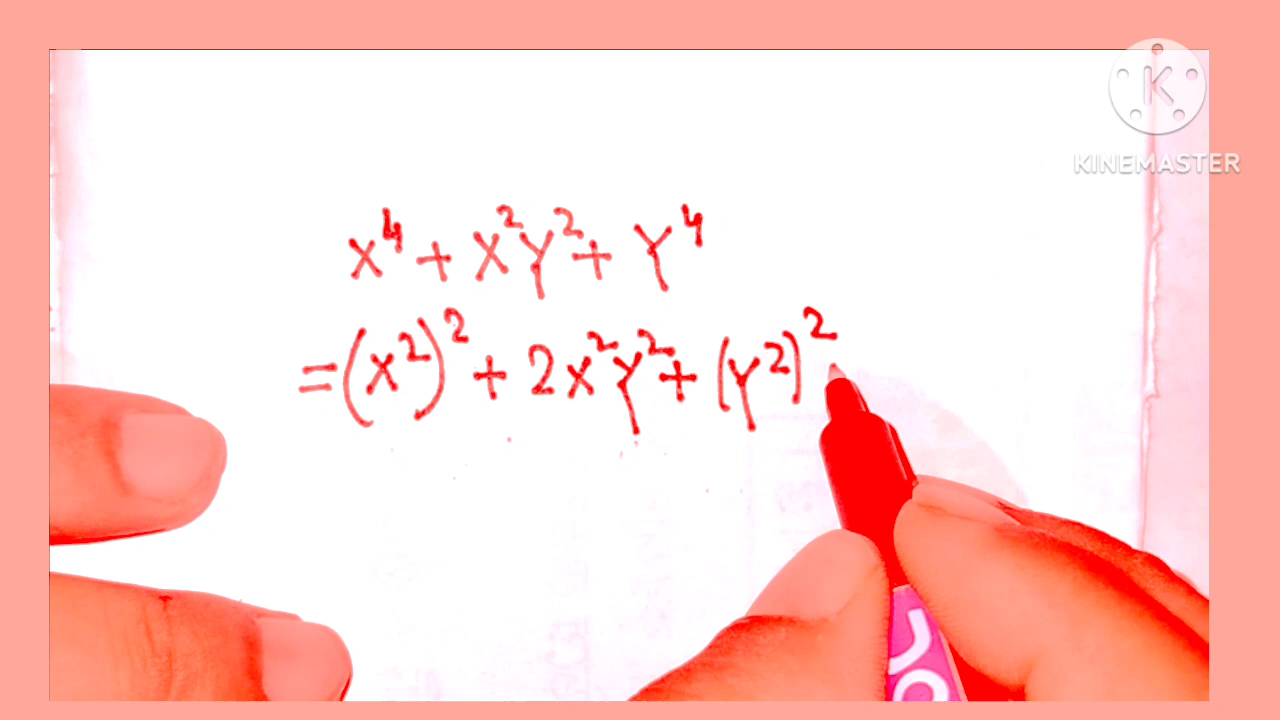 x⁴ + x²y² + y⁴
= (x²)² + 2x²y² + (y²)²
K
KINEMASTER